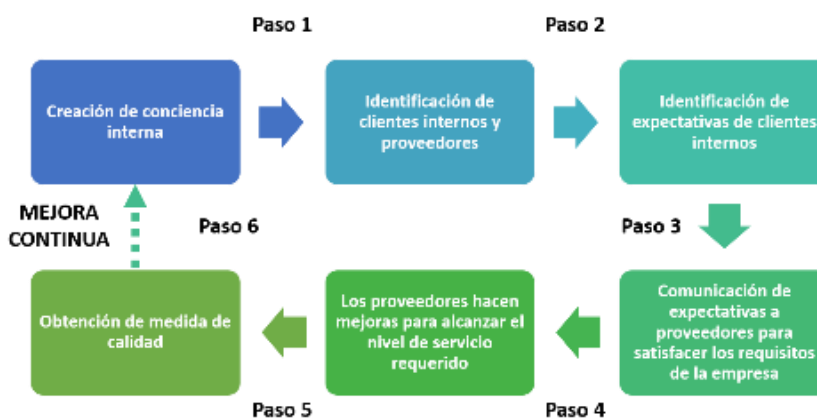 Paso 1
Paso 2
Creación de conciencia
interna
Identificación de
clientes internos y
proveedores
Identificación de
expectativas de clientes
internos
MEJORA
CONTINUA
Paso 6
Paso 3
Obtención de medida de
calidad
Los proveedores hacen
mejoras para alcanzar el
nivel de servicio
requerido
Comunicación de
expectativas a
proveedores para
satisfacer los requisitos
de la empresa
Paso 5
Paso 4